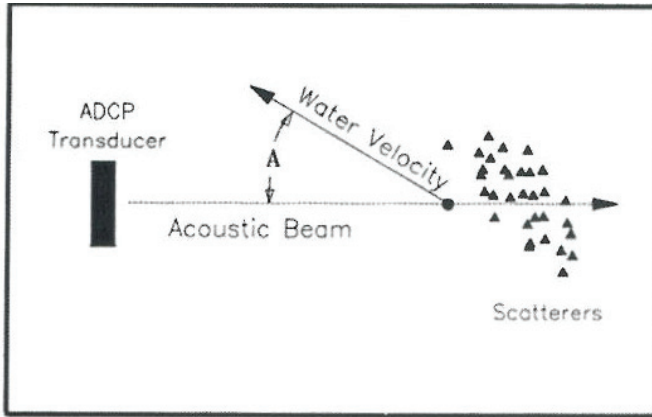 ADCP
Transducer
Water Velocity
A
Acoustic Beam
Scatterers